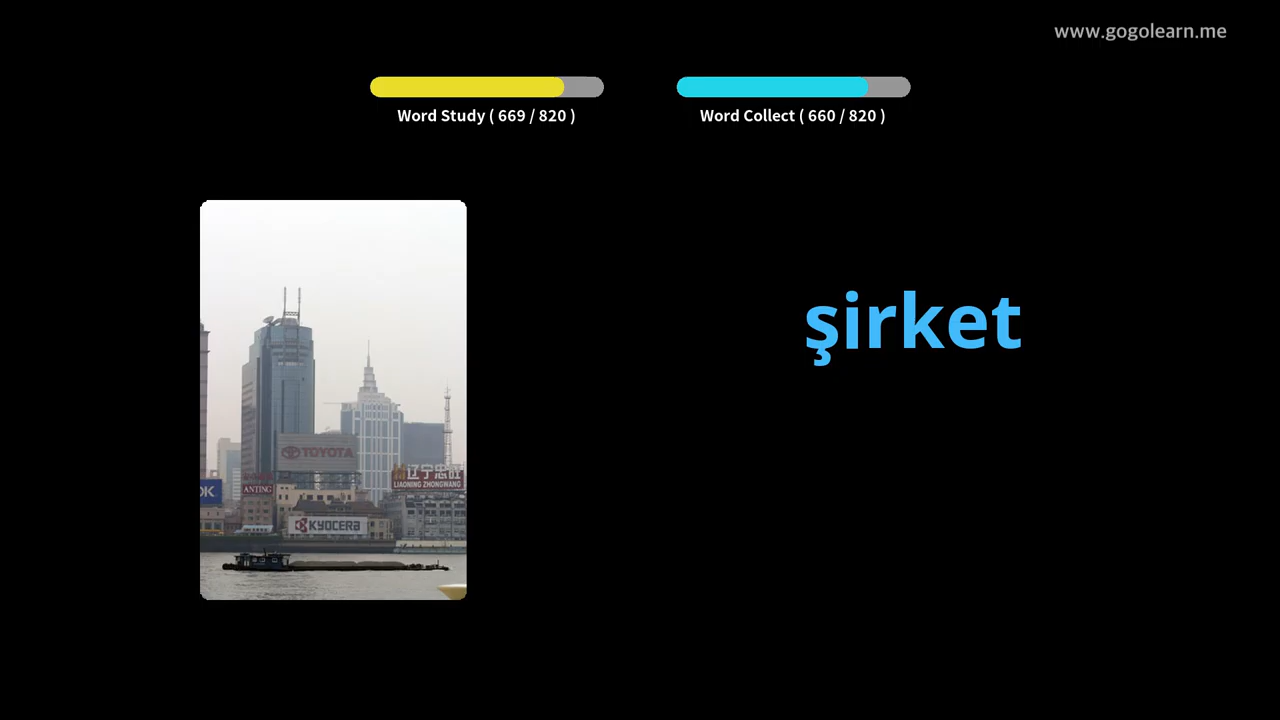 www.gogolearn.me
Word Study ( 669 / 820 )
Word Collect ( 660 / 820 )
şirket
TOYOTA
辽宁忠旺
LIAONING ZHONGWANG
OK
ANTING
KYOCERA